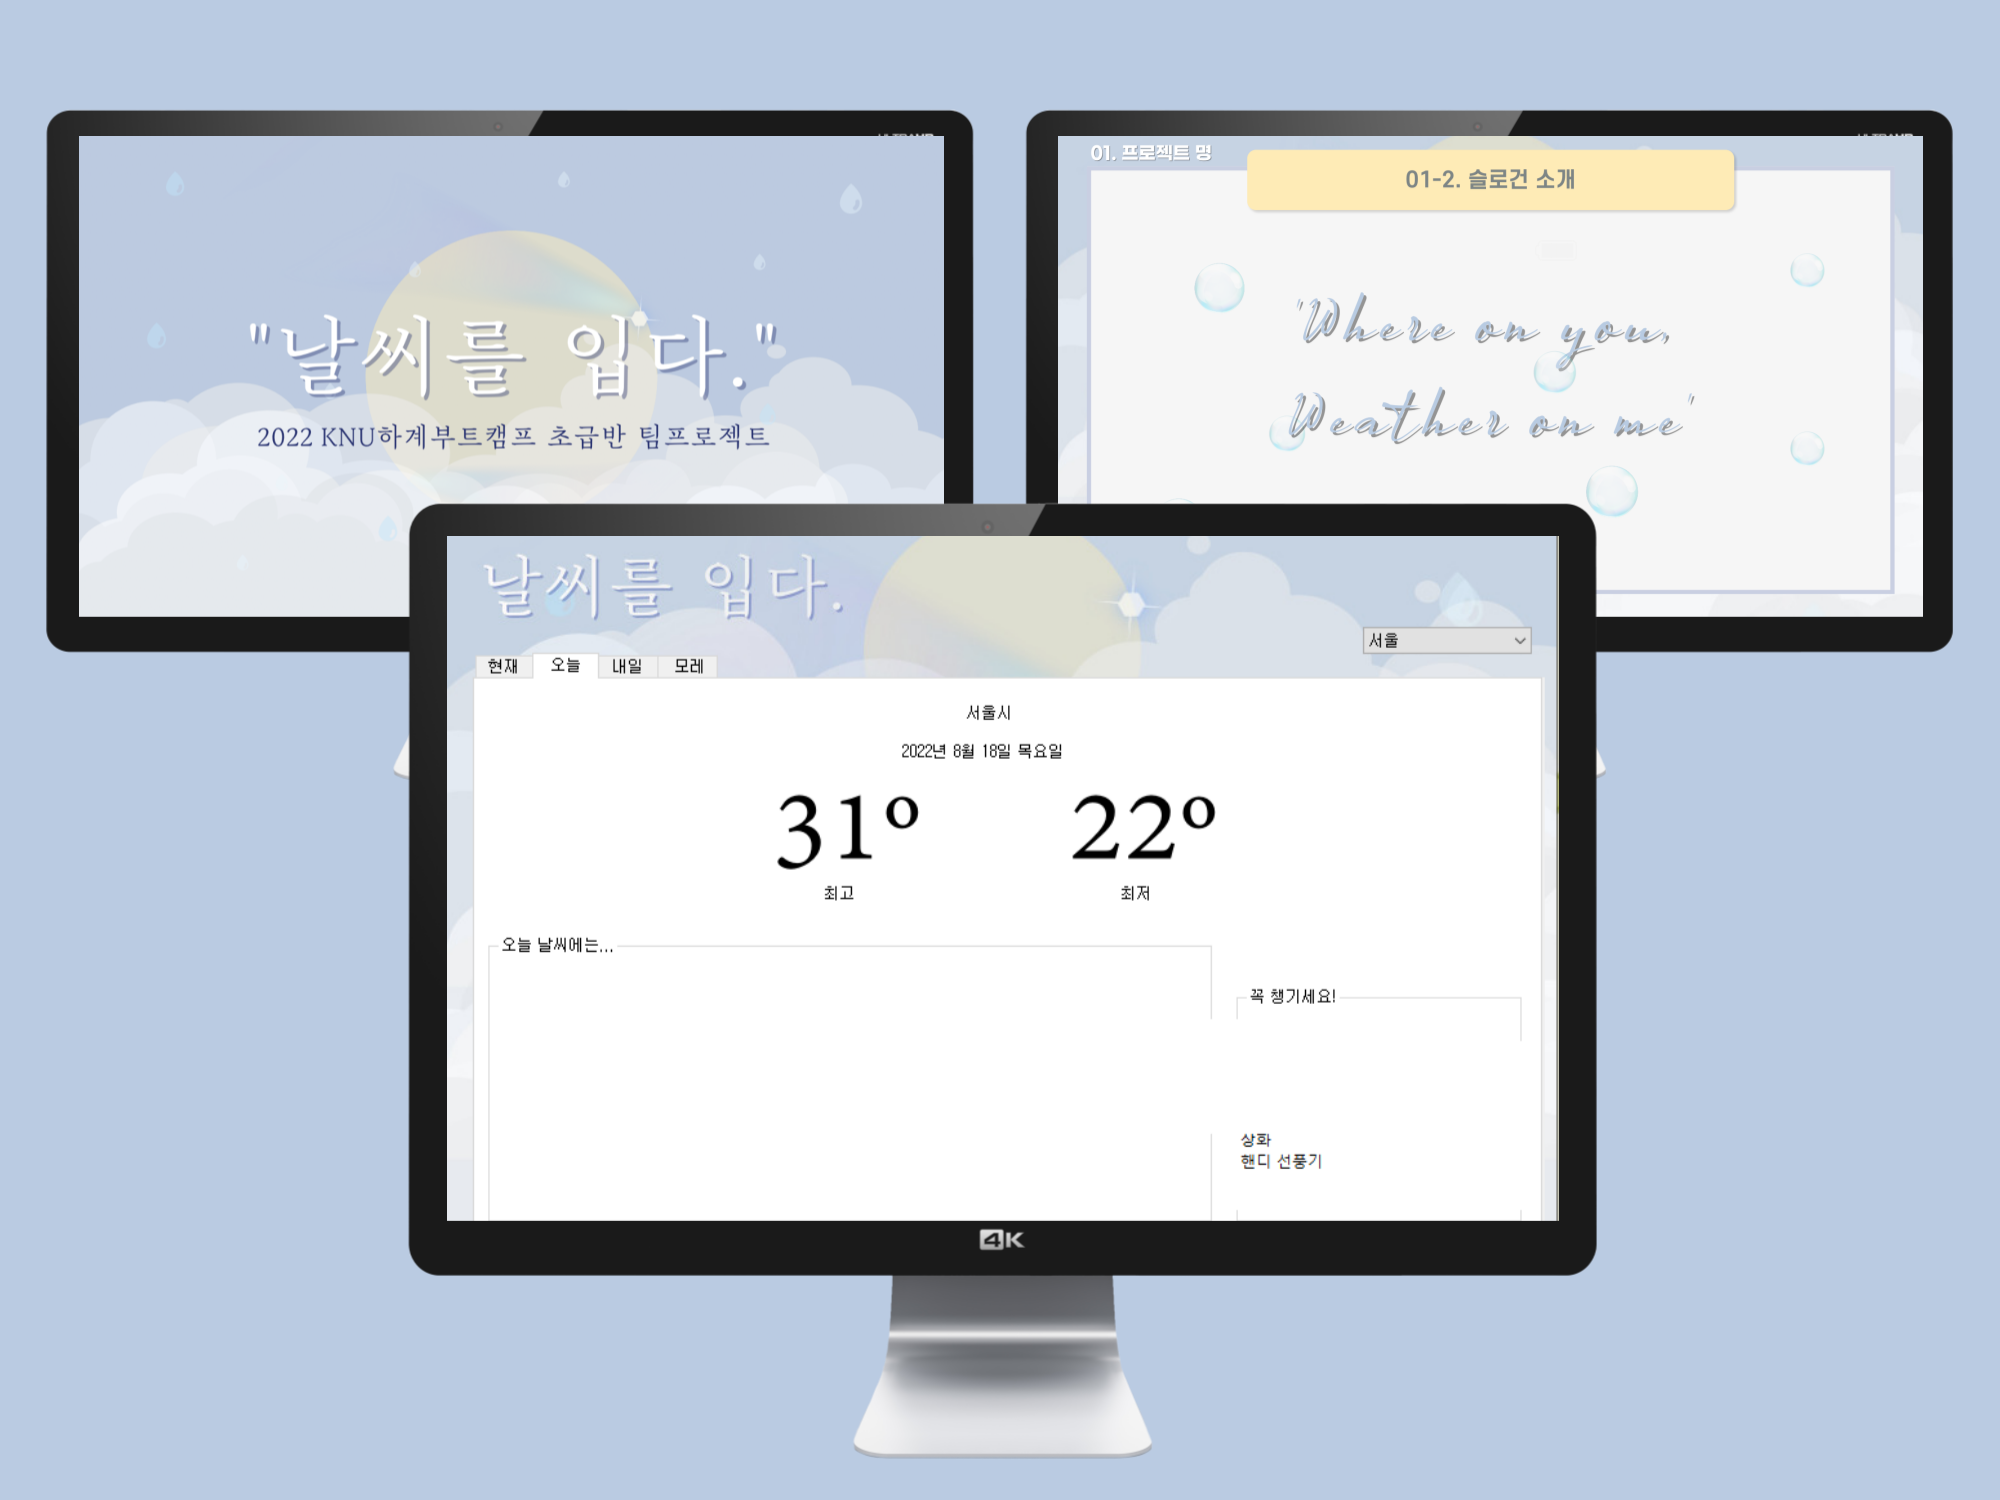 "날씨를 입다."
2022 KNU하계부트캠프 초급반 팀프로젝트
01. 프로젝트 명
01-2. 슬로건 소개
'Where on you,
Weather on me'
날씨를 입다.
서울
현재 오늘 내일 모레
서울시
2022년 8월 18일 목요일
31º 22º
최고 최저
오늘 날씨에는...
꼭 챙기세요!
상화
핸디 선풍기
4K